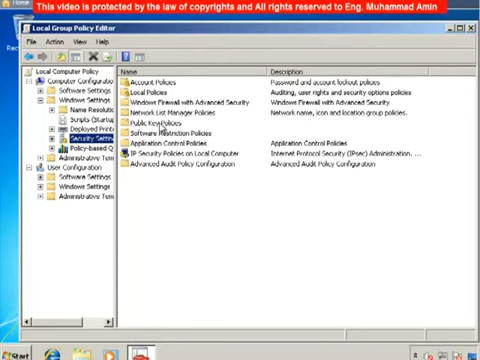 Home
This video is protected by the law of copyrights and All rights reserved to Eng. Muhammad Amin
Local Group Policy Editor
File Action View Help
Local Computer Policy
Computer Configuration
Software Settings
Windows Settings
Name Resolution
Scripts (Startup
Deployed Printers
Security Settings
Policy-based Q
Administrative Tem
User Configuration
Software Settings
Windows Settings
Administrative Tem
Name Description
Account Policies Password and account lockout policies
Local Policies Auditing, user rights and security options policies
Windows Firewall with Advanced Security Windows Firewall with Advanced Security
Network List Manager Policies Network name, icon and location group policies.
Public Key Policies
Software Restriction Policies
Application Control Policies Application Control Policies
IP Security Policies on Local Computer Internet Protocol Security (IPsec) Administration. ...
Advanced Audit Policy Configuration Advanced Audit Policy Configuration
Start